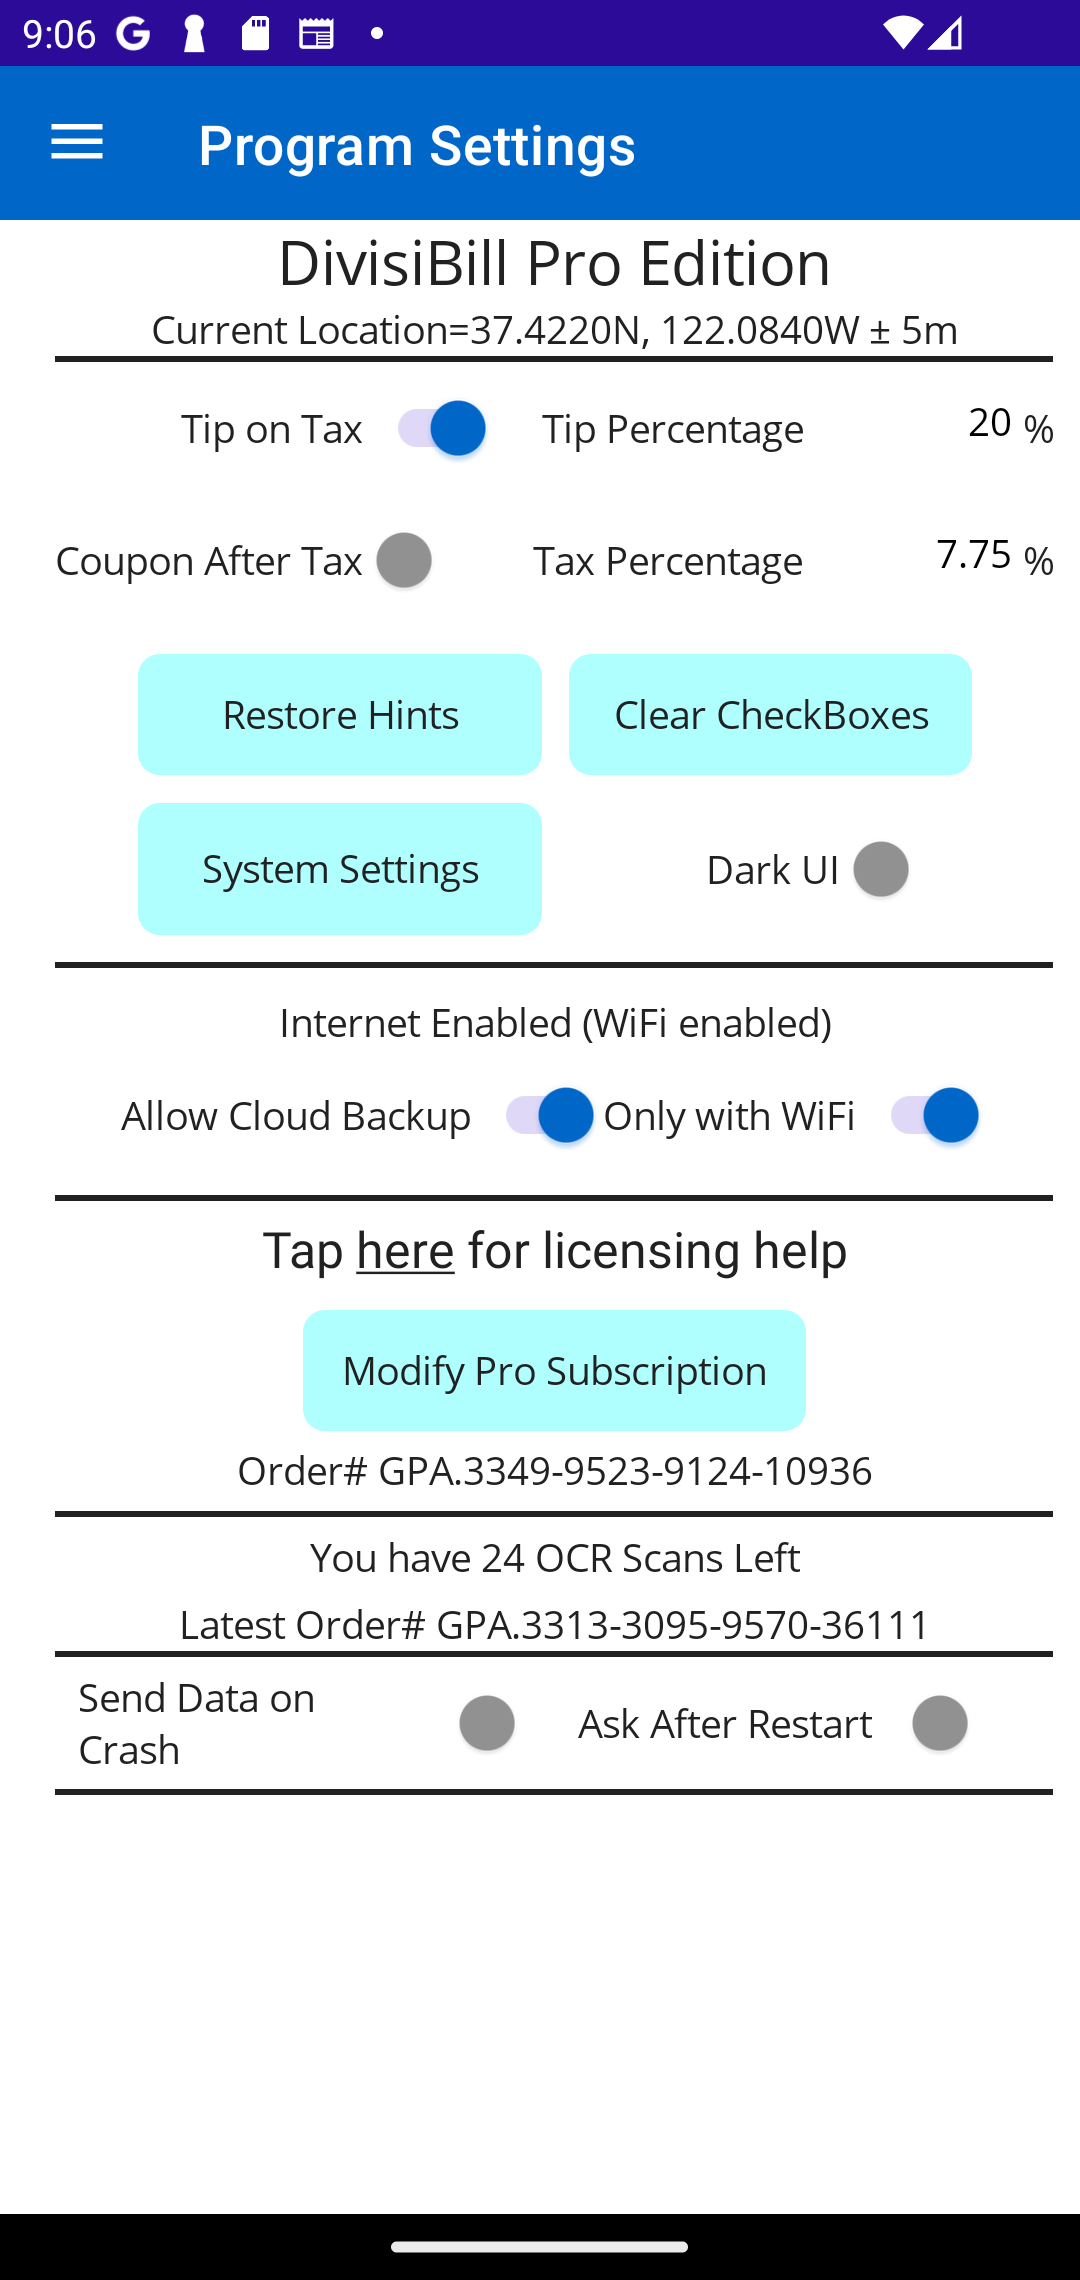 9:06
Program Settings
DivisiBill Pro Edition
Current Location=37.4220N, 122.0840W ± 5m
Tip on Tax Tip Percentage 20 %
Coupon After Tax Tax Percentage 7.75 %
Restore Hints Clear CheckBoxes
System Settings Dark UI
Internet Enabled (WiFi enabled)
Allow Cloud Backup Only with WiFi
Tap here for licensing help
Modify Pro Subscription
Order# GPA.3349-9523-9124-10936
You have 24 OCR Scans Left
Latest Order# GPA.3313-3095-9570-36111
Send Data on
Crash
Ask After Restart